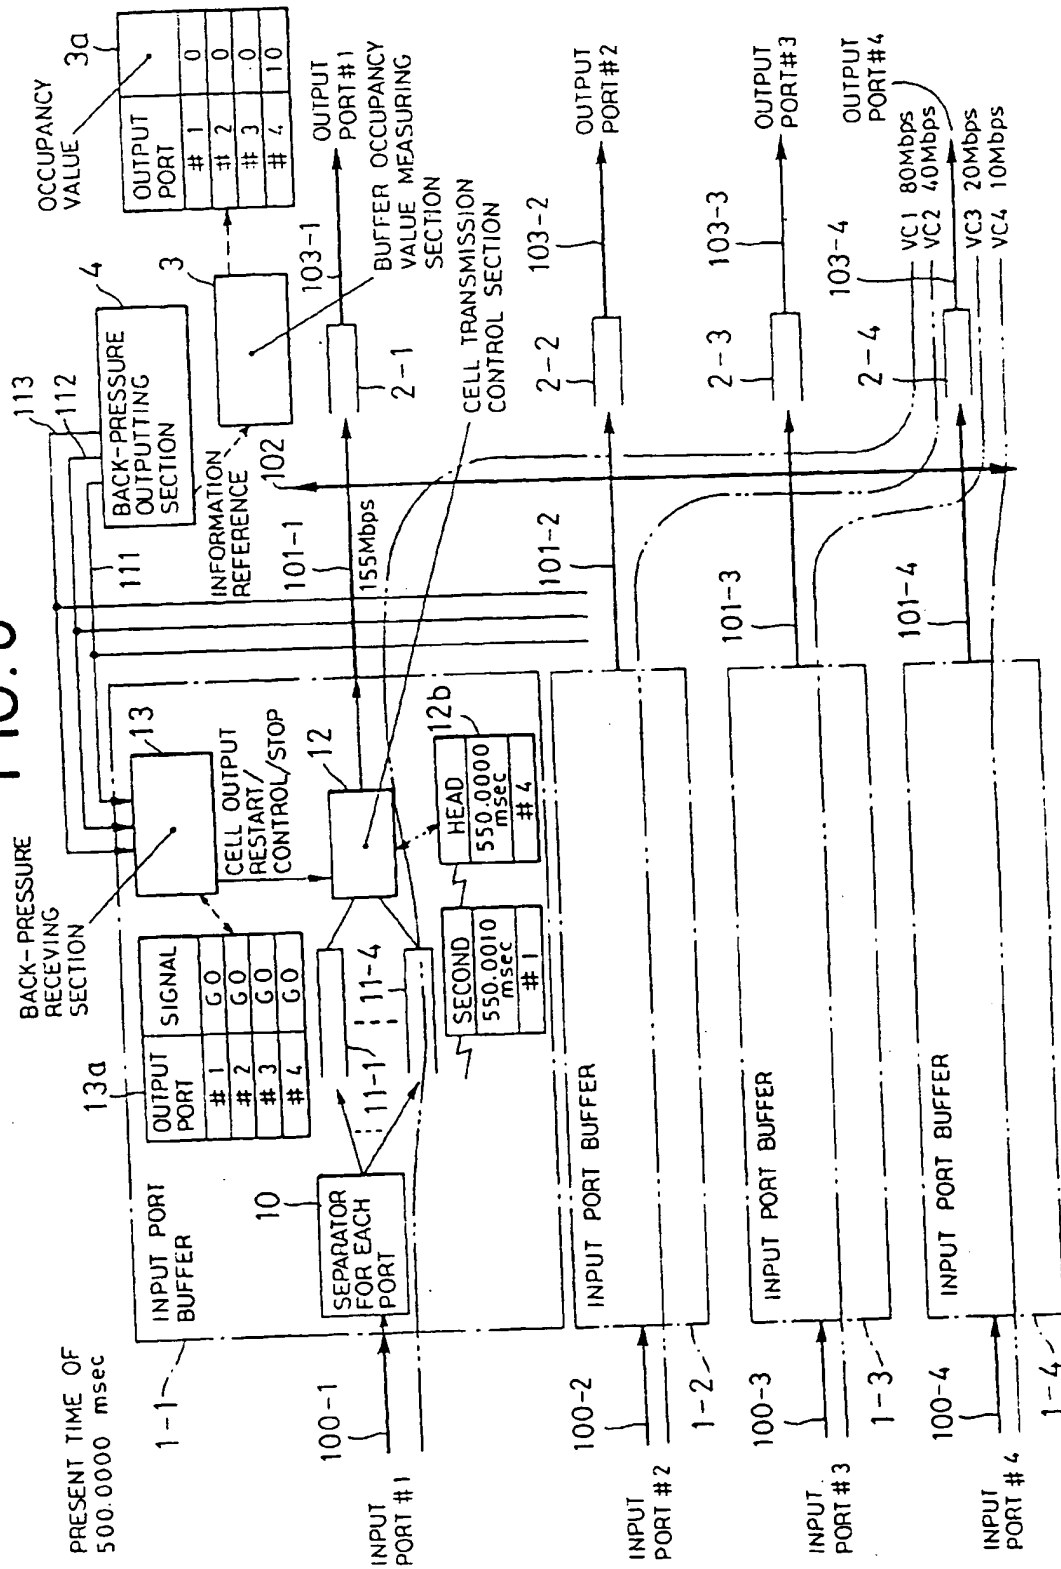 PRESENT TIME OF
500.0000 msec
1-1
INPUT PORT
BUFFER
13a
OUTPUT
PORT
SIGNAL
# 1
GO
# 2
GO
# 3
GO
# 4
GO
BACK-PRESSURE
RECEVING
SECTION
13
CELL OUTPUT
RESTART/
CONTROL/STOP
12
10
SEPARATOR
FOR EACH
PORT
11-1
11-4
SECOND
550.0010
msec
# 1
HEAD
550.0000
msec
# 4
12b
INPUT
PORT #1
100-1
113
112
111
4
BACK-PRESSURE
OUTPUTTING
SECTION
INFORMATION
REFERENCE
102
3
OCCUPANCY
VALUE
3a
OUTPUT
PORT
# 1
0
# 2
0
# 3
0
# 4
10
BUFFER OCCUPANCY
VALUE MEASURING
SECTION
CELL TRANSMISSION
CONTROL SECTION
101-1
155Mbps
2-1
103-1
OUTPUT
PORT#1
INPUT
PORT #2
100-2
1-2
INPUT PORT BUFFER
101-2
2-2
103-2
OUTPUT
PORT#2
INPUT
PORT #3
100-3
1-3
INPUT PORT BUFFER
101-3
2-3
103-3
OUTPUT
PORT#3
INPUT
PORT #4
100-4
1-4
INPUT PORT BUFFER
101-4
2-4
103-4
OUTPUT
PORT#4
VC1 80Mbps
VC2 40Mbps
VC3 20Mbps
VC4 10Mbps